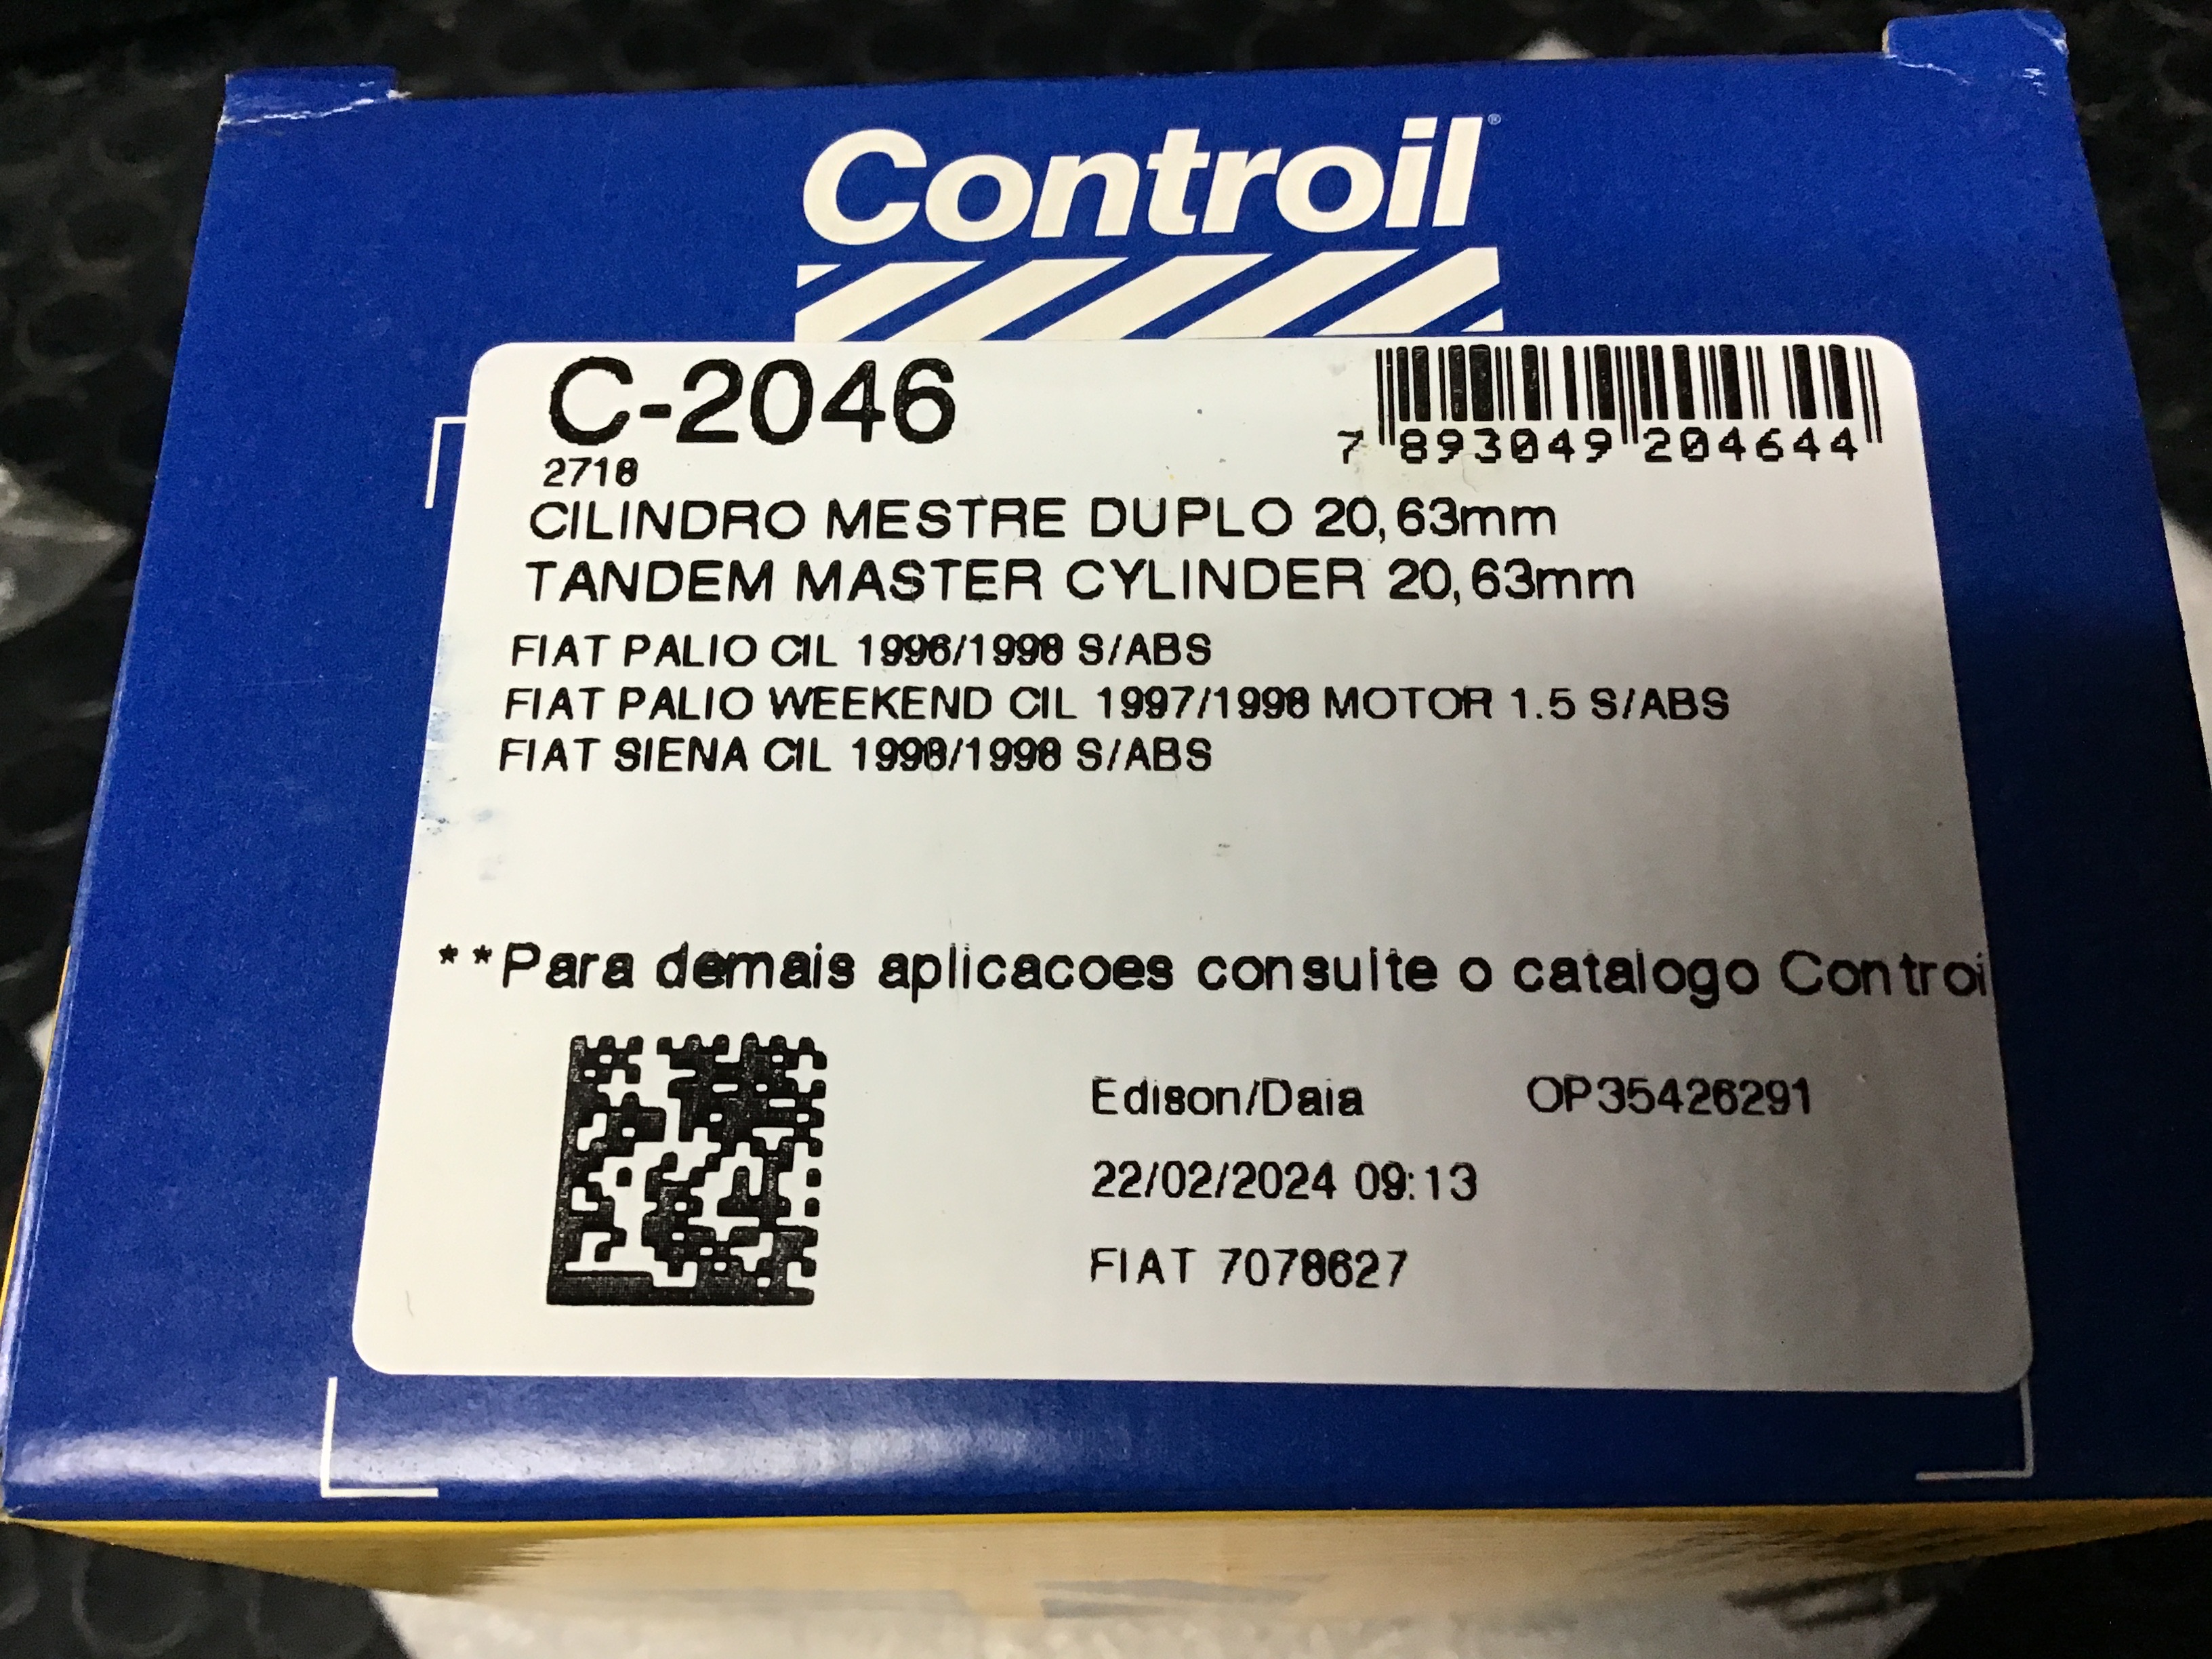 Controil®
C-2046
7 893049 204644
2718
CILINDRO MESTRE DUPLO 20,63mm
TANDEM MASTER CYLINDER 20,63mm
FIAT PALIO CIL 1996/1998 S/ABS
FIAT PALIO WEEKEND CIL 1997/1998 MOTOR 1.5 S/ABS
FIAT SIENA CIL 1998/1998 S/ABS
**Para demais aplicacoes consulte o catalogo Controi
Edison/Daia OP35426291
22/02/2024 09:13
FIAT 7078627